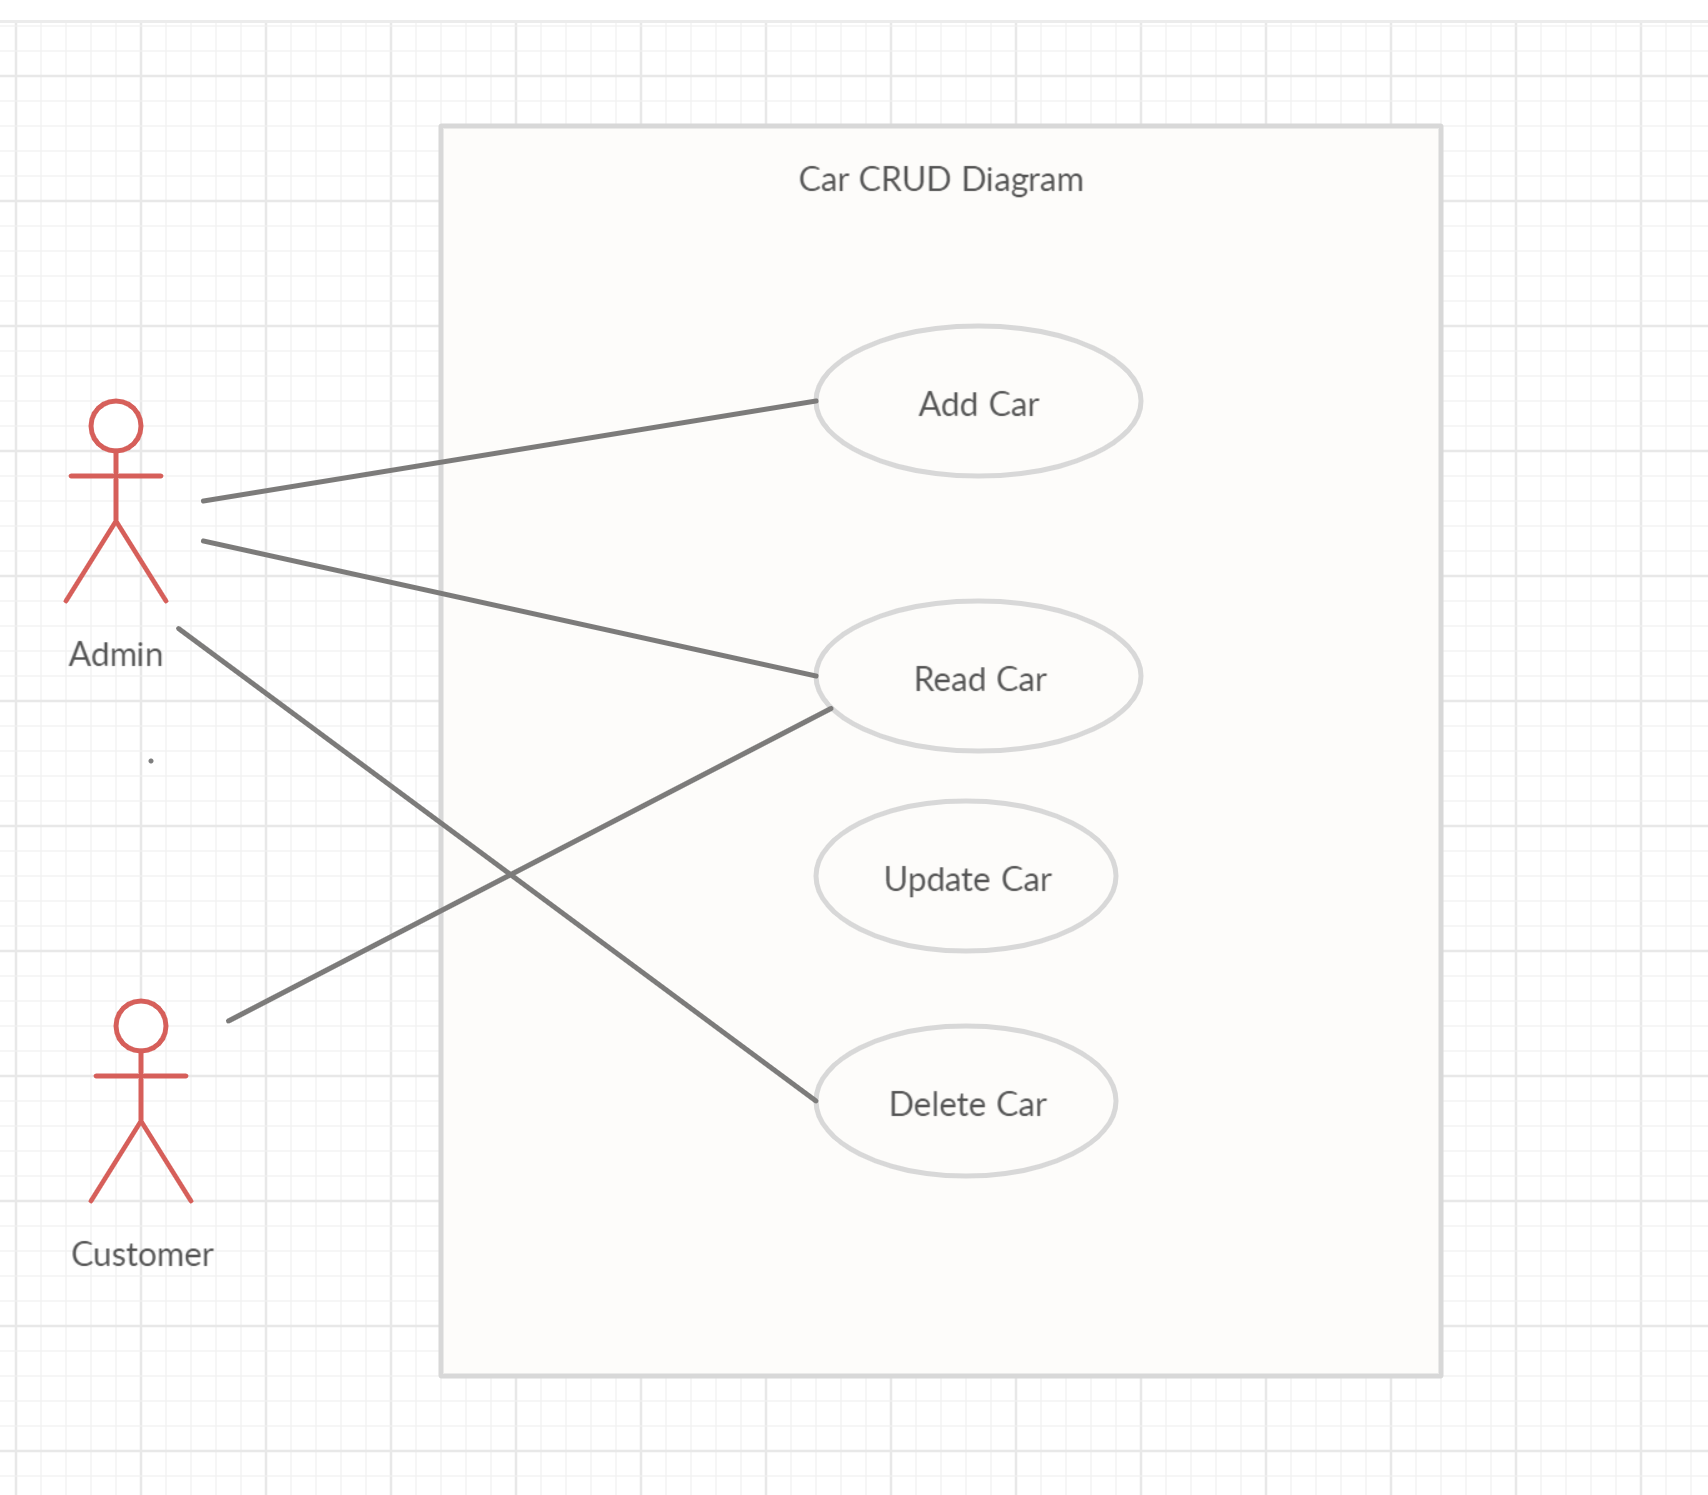 Car CRUD Diagram
Add Car
Admin
Read Car
Update Car
Delete Car
Customer